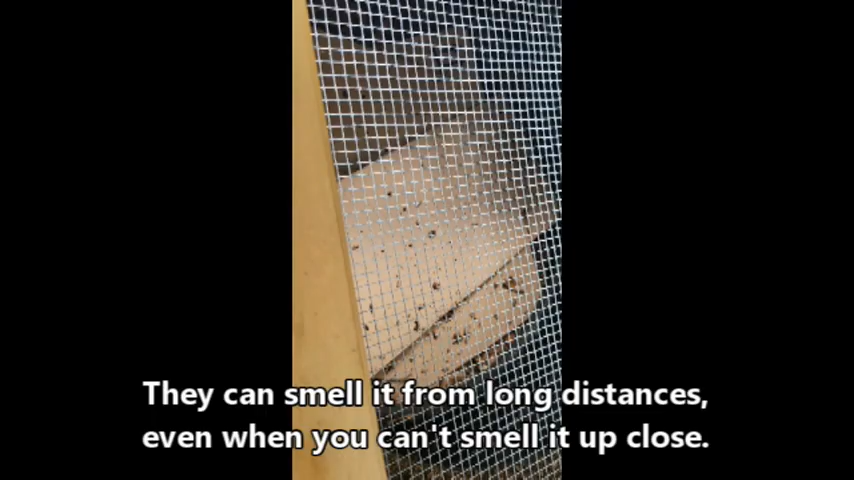 They can smell it from long distances,
even when you can't smell it up close.